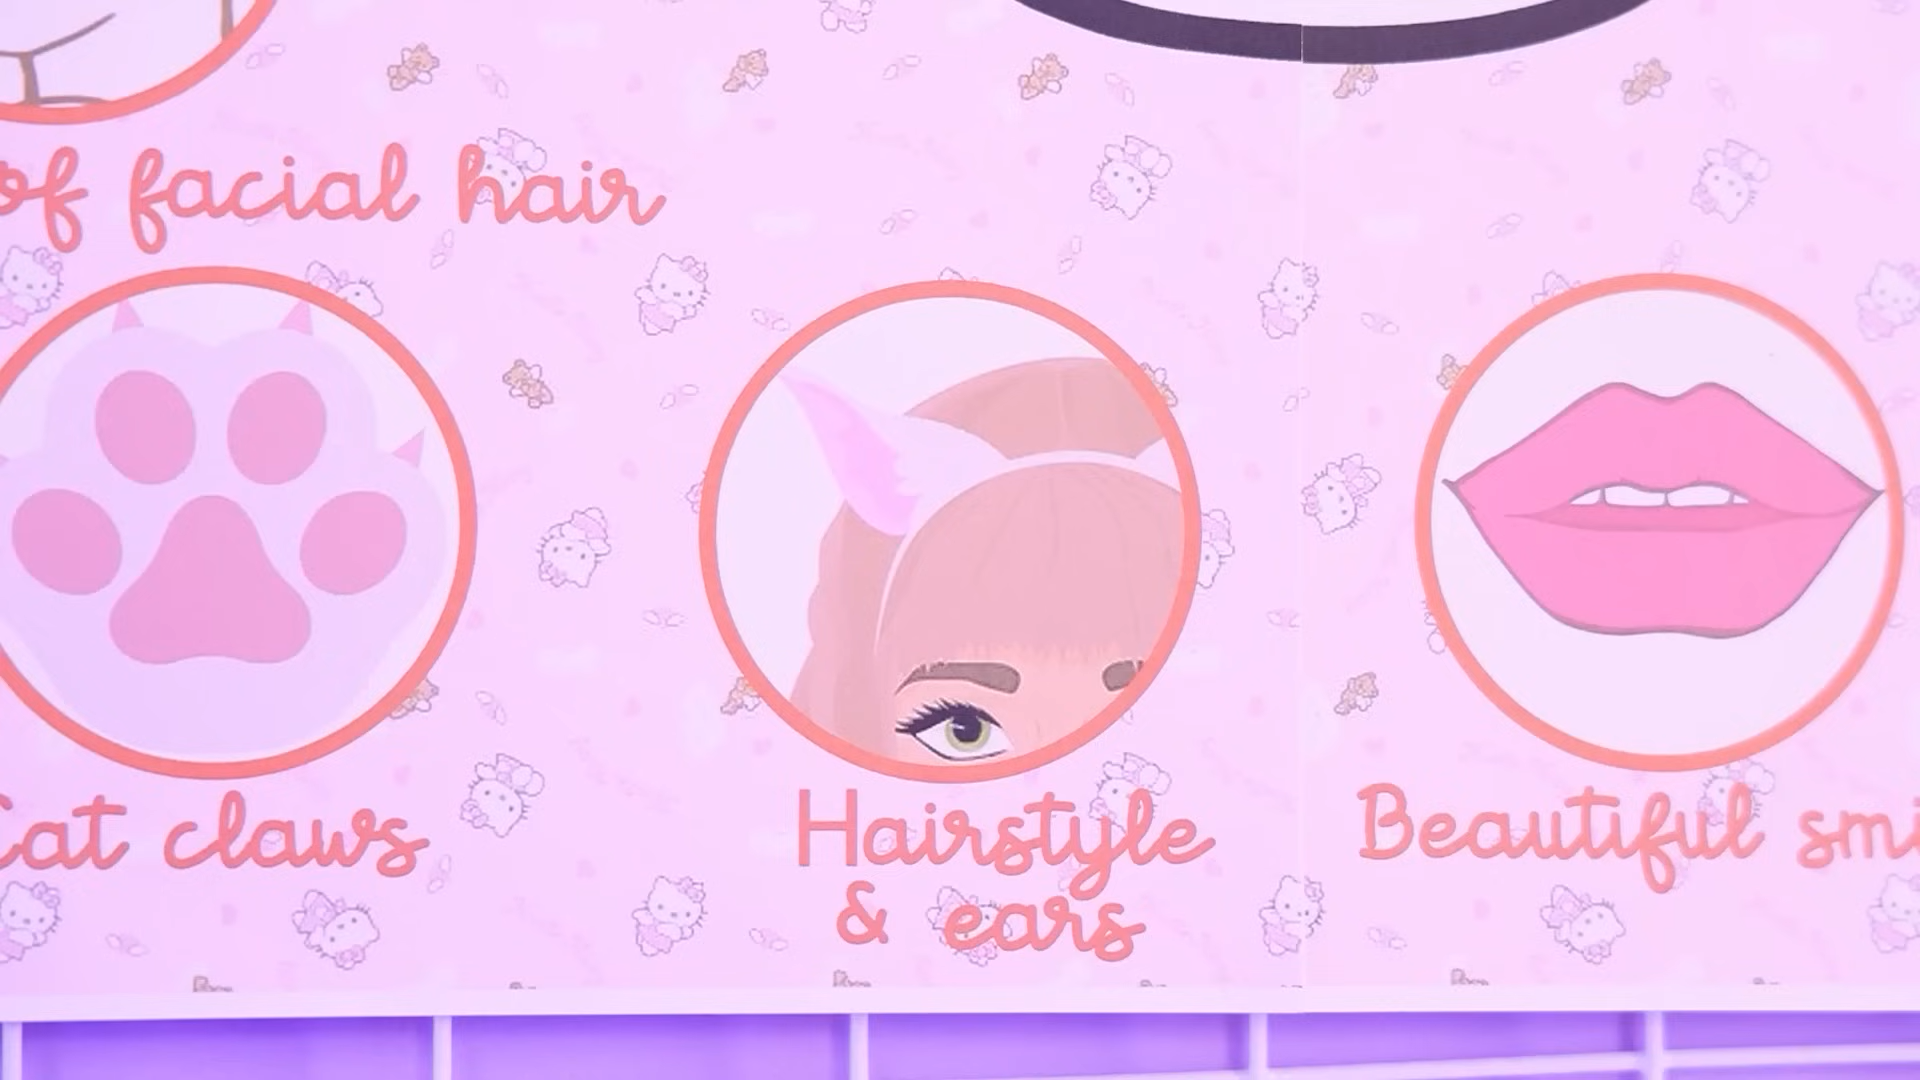 of facial hair
Cat claws
Hairstyle
& ears
Beautiful smi